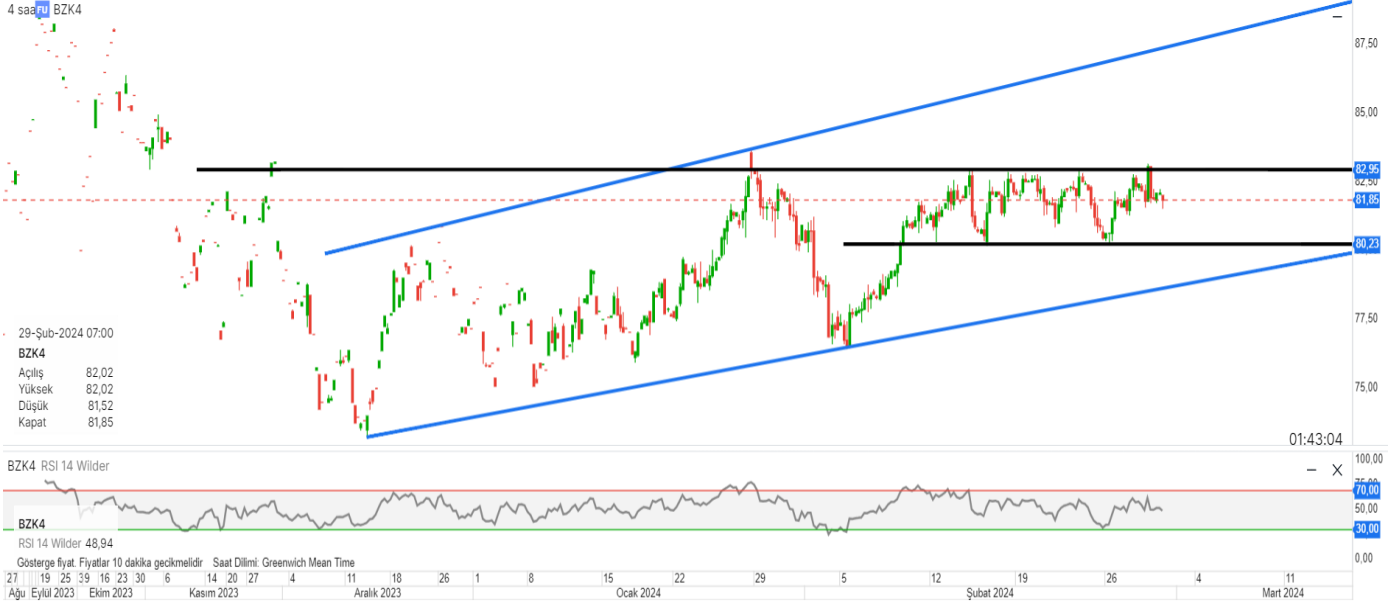 4 saa FU BZK4
87,50
85,00
82,95
82,50
81,85
80,23
77,50
75,00
29-Şub-2024 07:00
BZK4
Açılış 82,02
Yüksek 82,02
Düşük 81,52
Kapat 81,85
01:43:04
BZK4 RSI 14 Wilder
100,00
75,00
70,00
50,00
30,00
0,00
BZK4
RSI 14 Wilder 48,94
Gösterge fiyat. Fiyatlar 10 dakika gecikmelidir Saat Dilimi: Greenwich Mean Time
27 19 25 39 16 23 30 6 14 20 27 4 11 18 26 1 8 15 22 29 5 12 19 26 4 11
Ağu Eylül 2023 Ekim 2023 Kasım 2023 Aralık 2023 Ocak 2024 Şubat 2024 Mart 2024